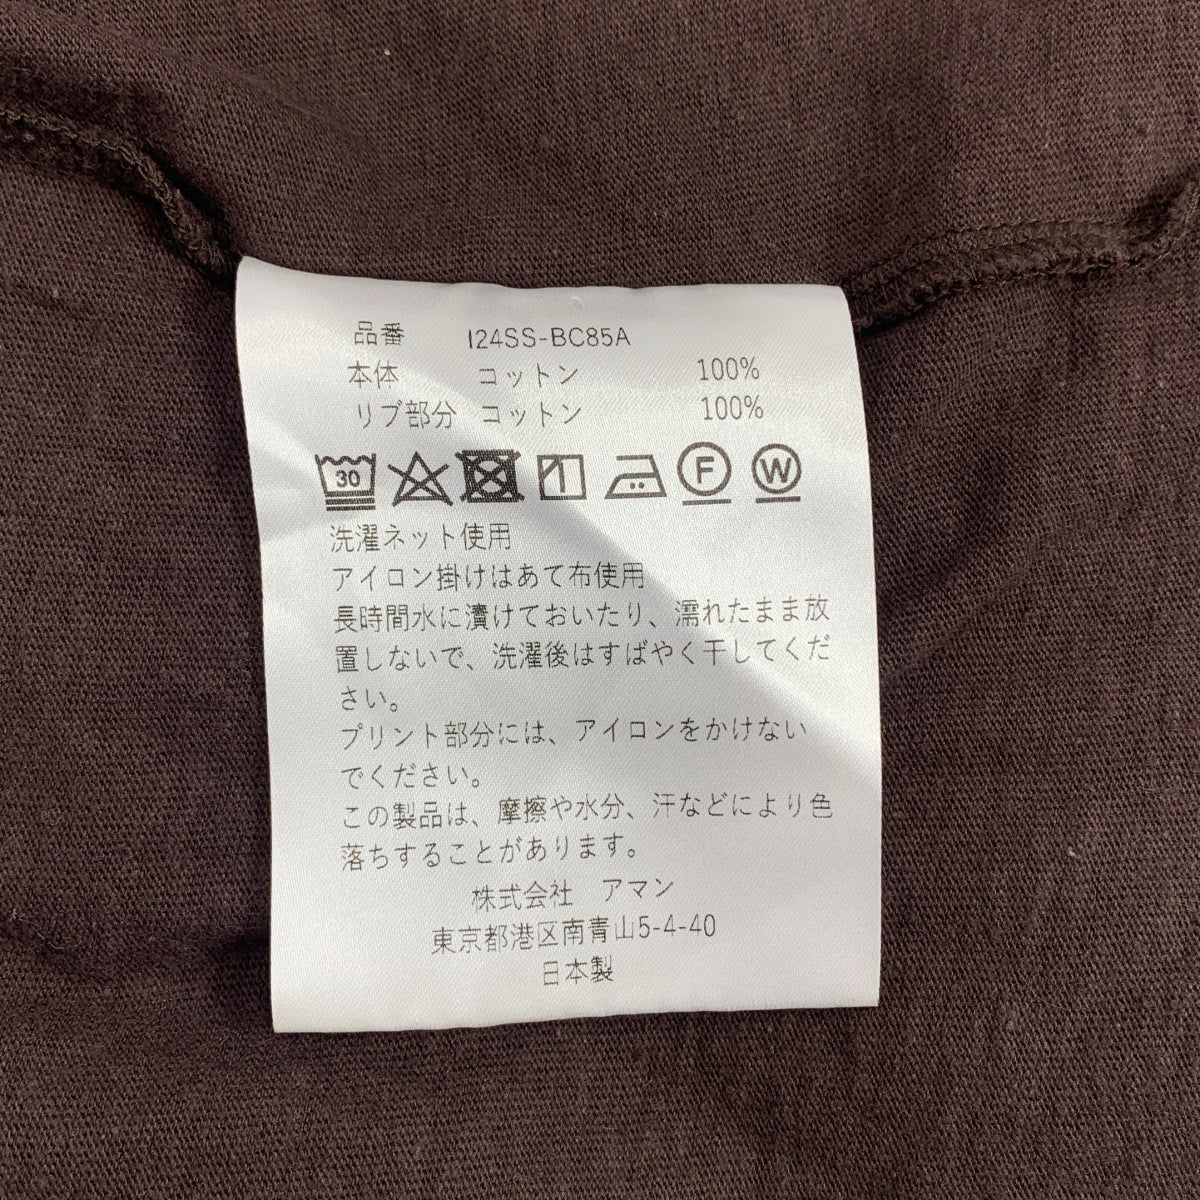 品番 I24SS-BC85A
本体 コットン 100%
リブ部分 コットン 100%
30 F W
洗濯ネット使用
アイロン掛けはあて布使用
長時間水に漬けておいたり、濡れたまま放
置しないで、洗濯後はすばやく干してくだ
さい。
プリント部分には、アイロンをかけない
でください。
この製品は、摩擦や水分、汗などにより色
落ちすることがあります。
株式会社 アマン
東京都港区南青山5-4-40
日本製